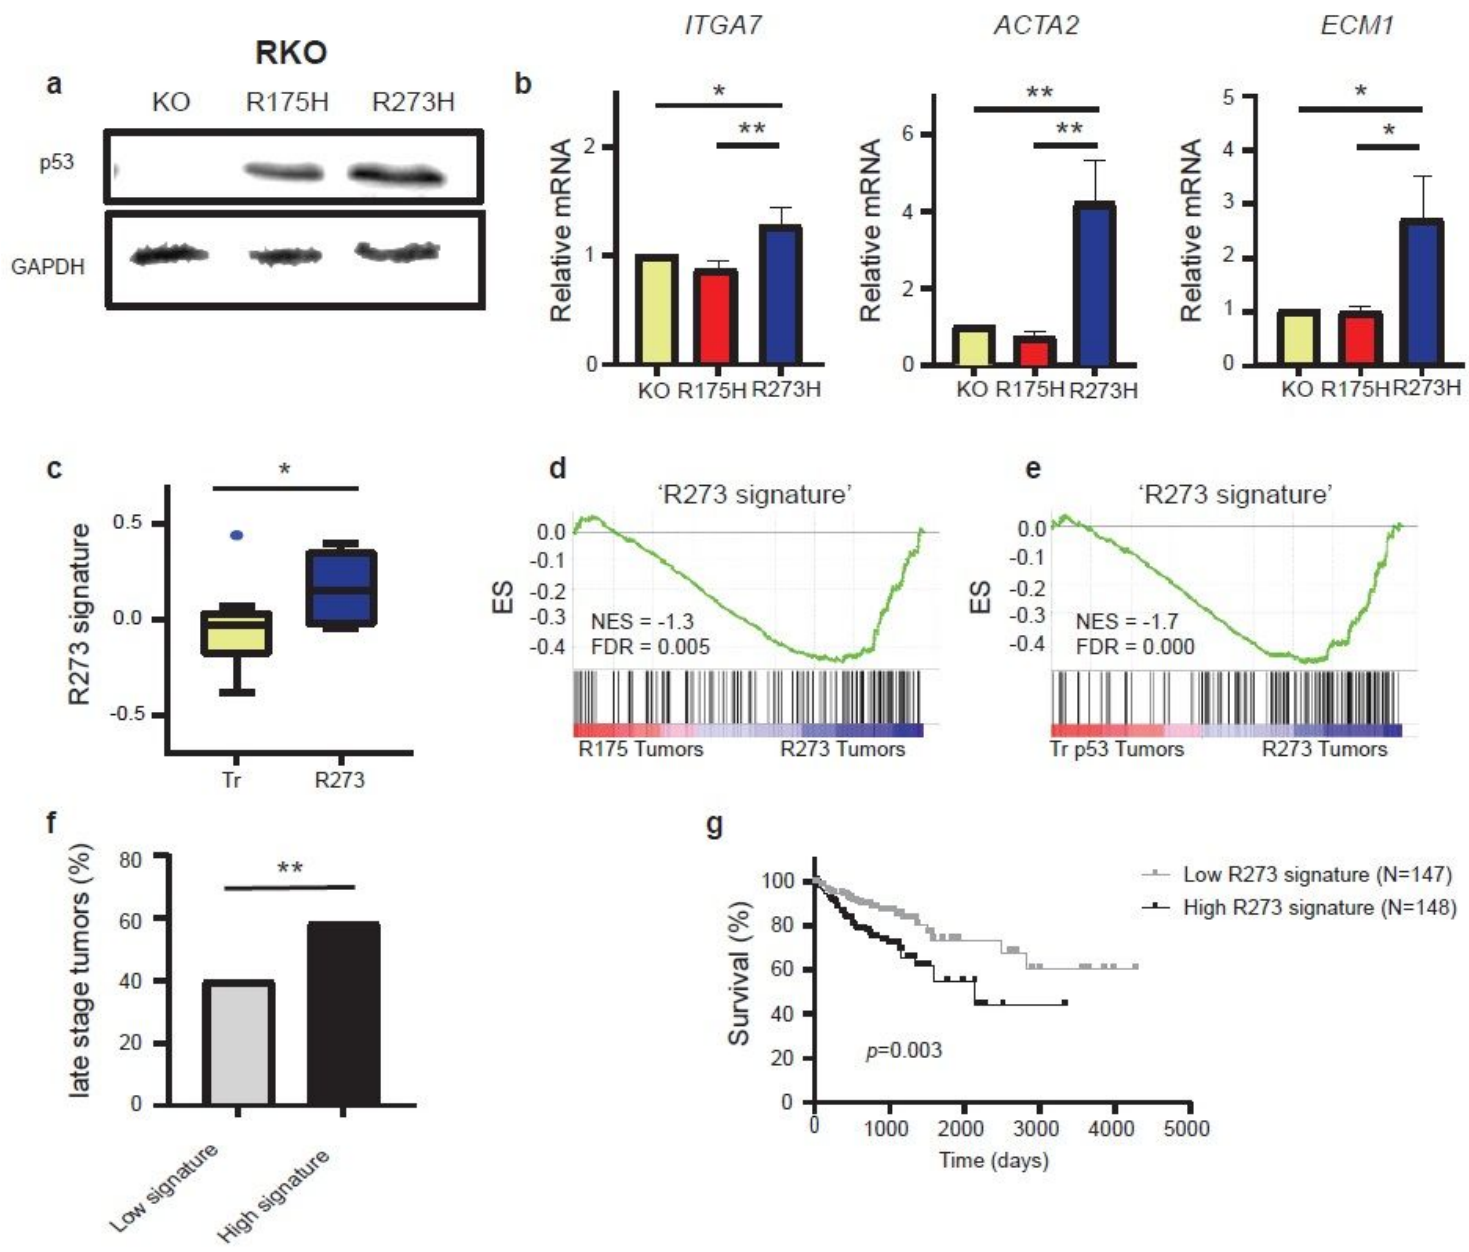 RKO
a
KO R175H R273H
p53
GAPDH
b
ITGA7
Relative mRNA
*
**
2
1
0
KO R175H R273H
ACTA2
Relative mRNA
**
**
6
4
2
0
KO R175H R273H
ECM1
Relative mRNA
*
*
5
4
3
2
1
0
KO R175H R273H
c
R273 signature
*
0.5
0.0
-0.5
Tr R273
d
'R273 signature'
ES
0.0
-0.1
-0.2
-0.3
-0.4
NES = -1.3
FDR = 0.005
R175 Tumors R273 Tumors
e
'R273 signature'
ES
0.0
-0.1
-0.2
-0.3
-0.4
NES = -1.7
FDR = 0.000
Tr p53 Tumors R273 Tumors
f
late stage tumors (%)
**
80
60
40
20
0
Low signature
High signature
g
Survival (%)
100
80
60
40
20
0
Low R273 signature (N=147)
High R273 signature (N=148)
p=0.003
0 1000 2000 3000 4000 5000
Time (days)